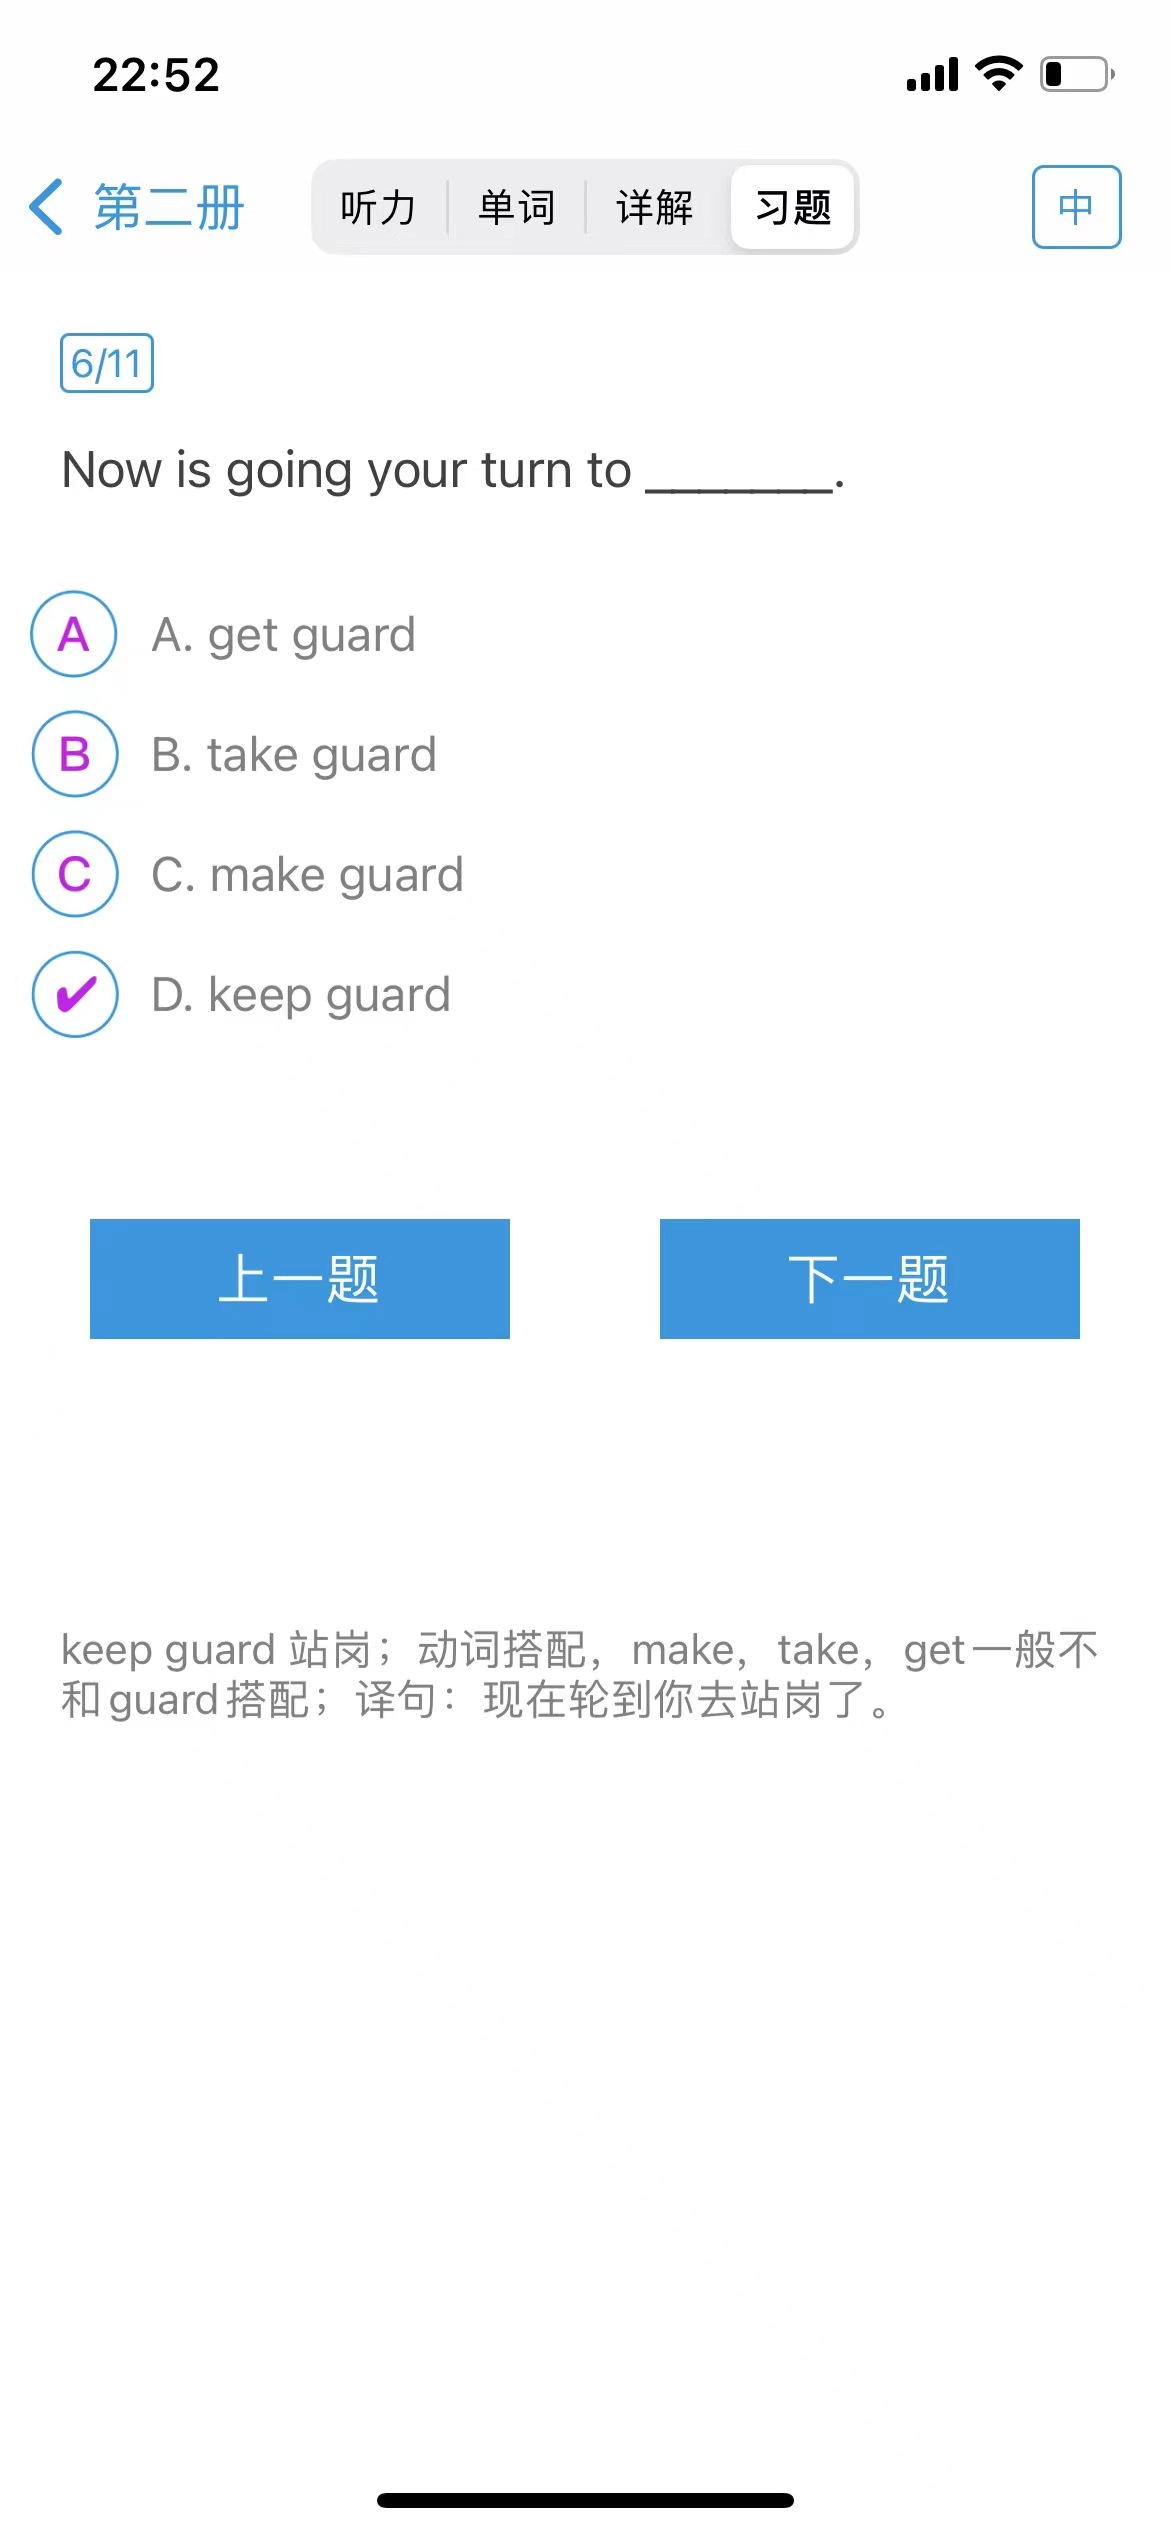 22:52
第二册 听力 单词 详解 习题 中
6/11
Now is going your turn to _______.
A A. get guard
B B. take guard
C C. make guard
✔ D. keep guard
上一题 下一题
keep guard 站岗；动词搭配，make，take，get一般不
和guard搭配；译句：现在轮到你去站岗了。